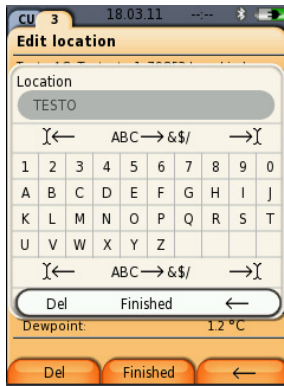 CU 3 18.03.11 --:--
Edit location
Location
TESTO
ABC → &$/
1 2 3 4 5 6 7 8 9 0
A B C D E F G H I J
K L M N O P Q R S T
U V W X Y Z
ABC → &$/
Del Finished ←
Dewpoint: 1.2 °C
Del Finished ←